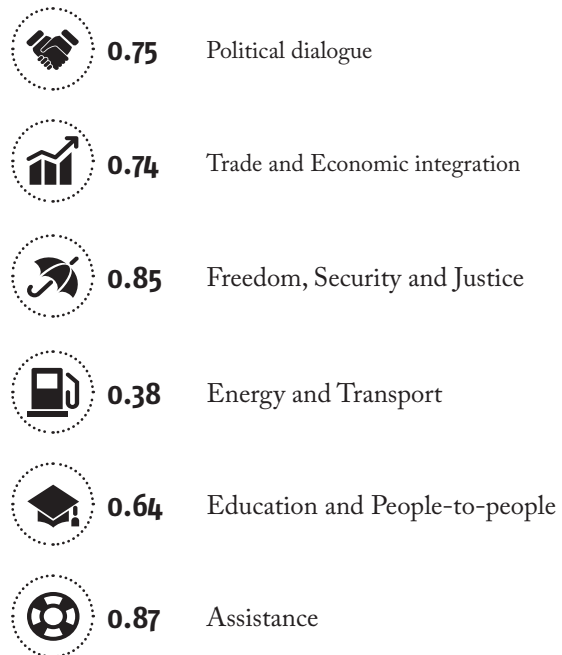 0.75 Political dialogue
0.74 Trade and Economic integration
0.85 Freedom, Security and Justice
0.38 Energy and Transport
0.64 Education and People-to-people
0.87 Assistance